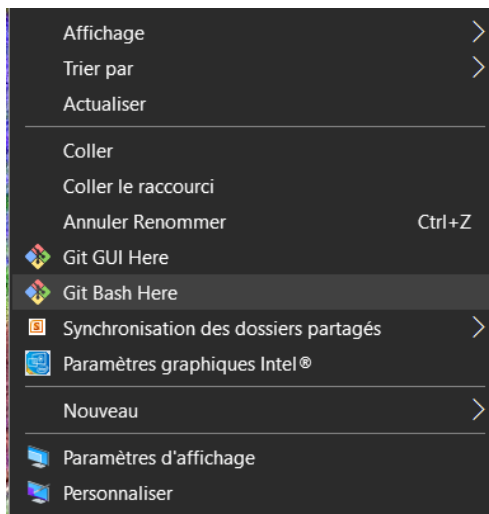 Affichage
Trier par
Actualiser
Coller
Coller le raccourci
Annuler Renommer Ctrl+Z
Git GUI Here
Git Bash Here
S Synchronisation des dossiers partagés
Paramètres graphiques Intel®
Nouveau
Paramètres d'affichage
Personnaliser